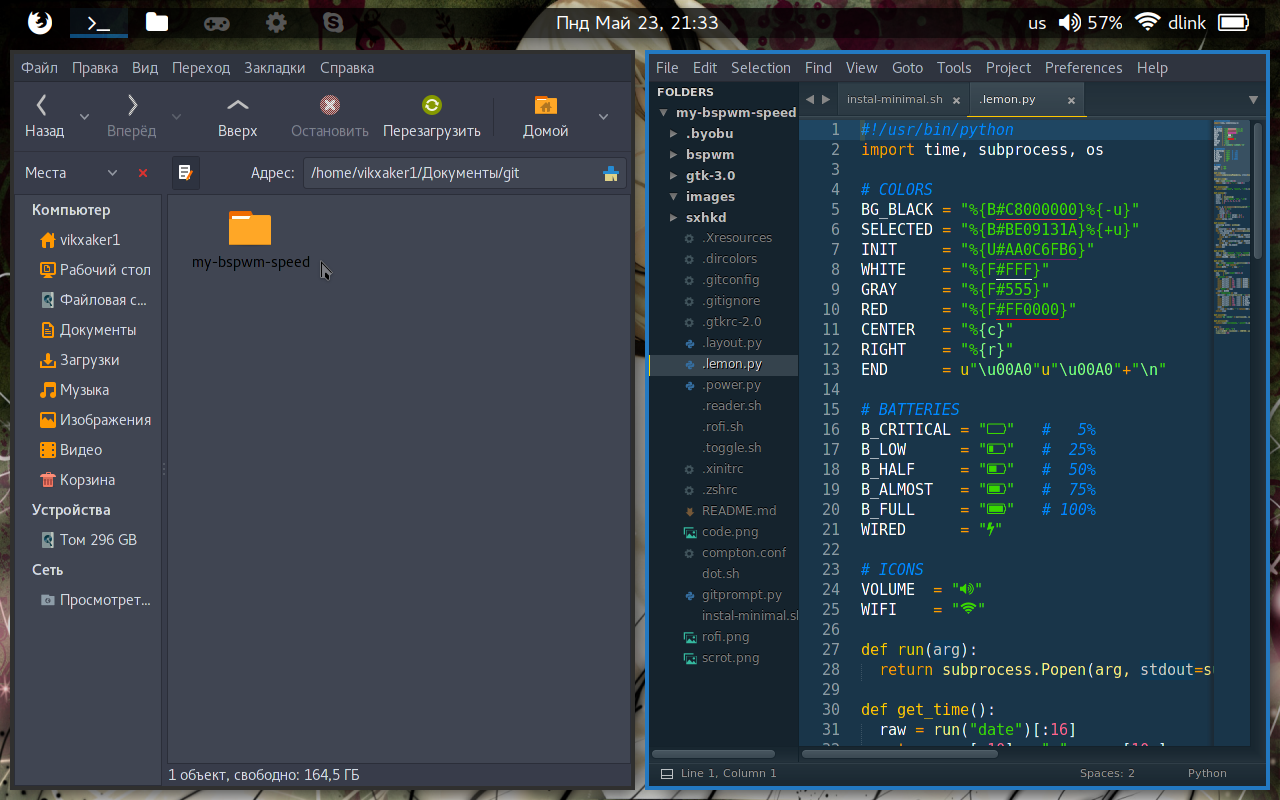 >_
Пнд Май 23, 21:33
us 57% dlink
Файл Правка Вид Переход Закладки Справка
Назад Вперёд Вверх Остановить Перезагрузить Домой
Места Адрес: /home/vikxaker1/Документы/git
Компьютер
vikxaker1
Рабочий стол
Файловая с...
Документы
Загрузки
Музыка
Изображения
Видео
Корзина
Устройства
Том 296 GB
Сеть
Просмотрет...
my-bspwm-speed
1 объект, свободно: 164,5 ГБ
File Edit Selection Find View Goto Tools Project Preferences Help
FOLDERS
my-bspwm-speed
.byobu
bspwm
gtk-3.0
images
sxhkd
.Xresources
.dircolors
.gitconfig
.gitignore
.gtkrc-2.0
.layout.py
.lemon.py
.power.py
.reader.sh
.rofi.sh
.toggle.sh
.xinitrc
.zshrc
README.md
code.png
compton.conf
dot.sh
gitprompt.py
instal-minimal.sh
rofi.png
scrot.png
instal-minimal.sh .lemon.py
1 #!/usr/bin/python
2 import time, subprocess, os
3
4 # COLORS
5 BG_BLACK = "%{B#C8000000}%{-u}"
6 SELECTED = "%{B#BE09131A}%{+u}"
7 INIT = "%{U#AA0C6FB6}"
8 WHITE = "%{F#FFF}"
9 GRAY = "%{F#555}"
10 RED = "%{F#FF0000}"
11 CENTER = "%{c}"
12 RIGHT = "%{r}"
13 END = u"\u00A0"u"\u00A0"+"\n"
14
15 # BATTERIES
16 B_CRITICAL = "" # 5%
17 B_LOW = "" # 25%
18 B_HALF = "" # 50%
19 B_ALMOST = "" # 75%
20 B_FULL = "" # 100%
21 WIRED = ""
22
23 # ICONS
24 VOLUME = ""
25 WIFI = ""
26
27 def run(arg):
28 return subprocess.Popen(arg, stdout=s
29
30 def get_time():
31 raw = run("date")[:16]
Line 1, Column 1 Spaces: 2 Python